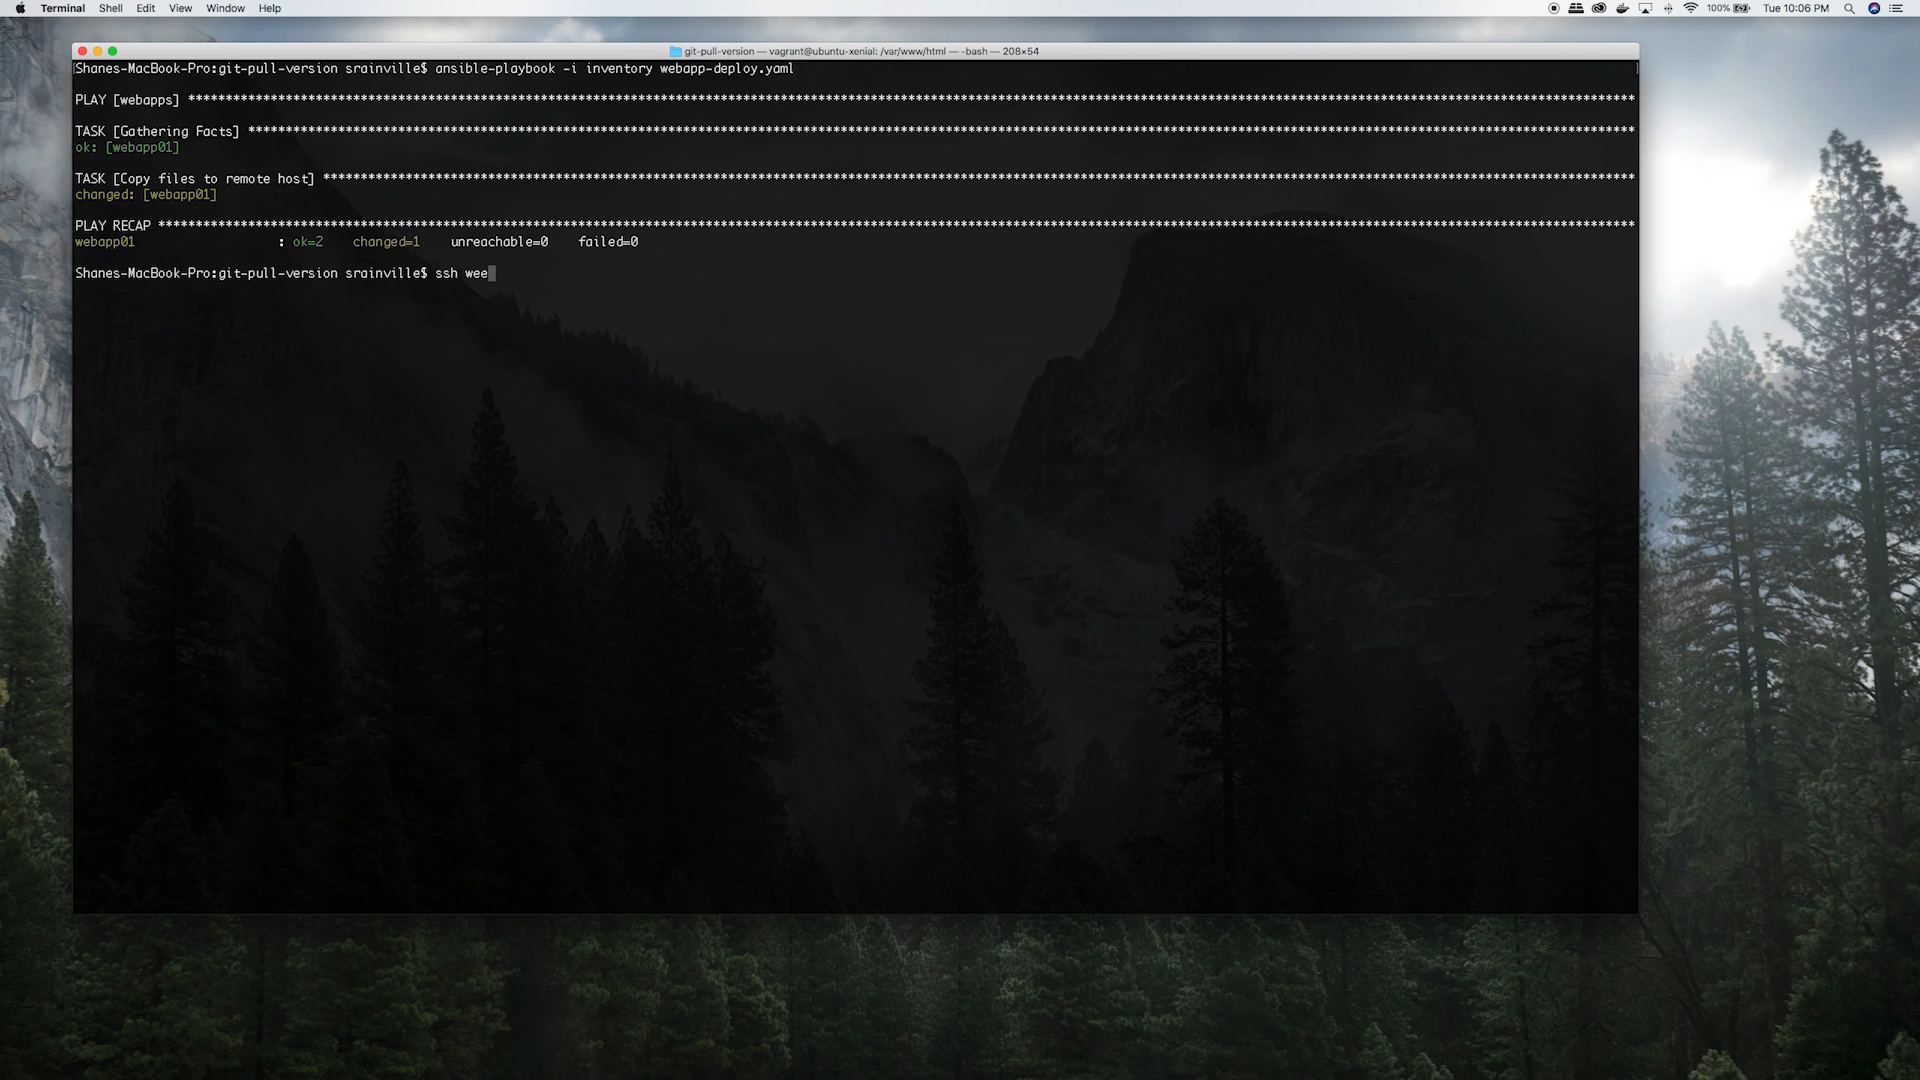 Terminal Shell Edit View Window Help 100% Tue 10:06 PM
git-pull-version — vagrant@ubuntu-xenial: /var/www/html — -bash — 208×54
Shanes-MacBook-Pro:git-pull-version srainville$ ansible-playbook -i inventory webapp-deploy.yaml
PLAY [webapps] ************************************************************************************************************************************************************************************************
TASK [Gathering Facts] ****************************************************************************************************************************************************************************************
ok: [webapp01]
TASK [Copy files to remote host] ******************************************************************************************************************************************************************************
changed: [webapp01]
PLAY RECAP ****************************************************************************************************************************************************************************************************
webapp01 : ok=2 changed=1 unreachable=0 failed=0
Shanes-MacBook-Pro:git-pull-version srainville$ ssh wee